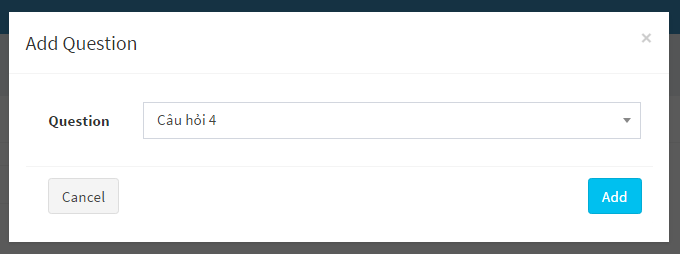 Add Question
×
Question
Câu hỏi 4
Cancel
Add